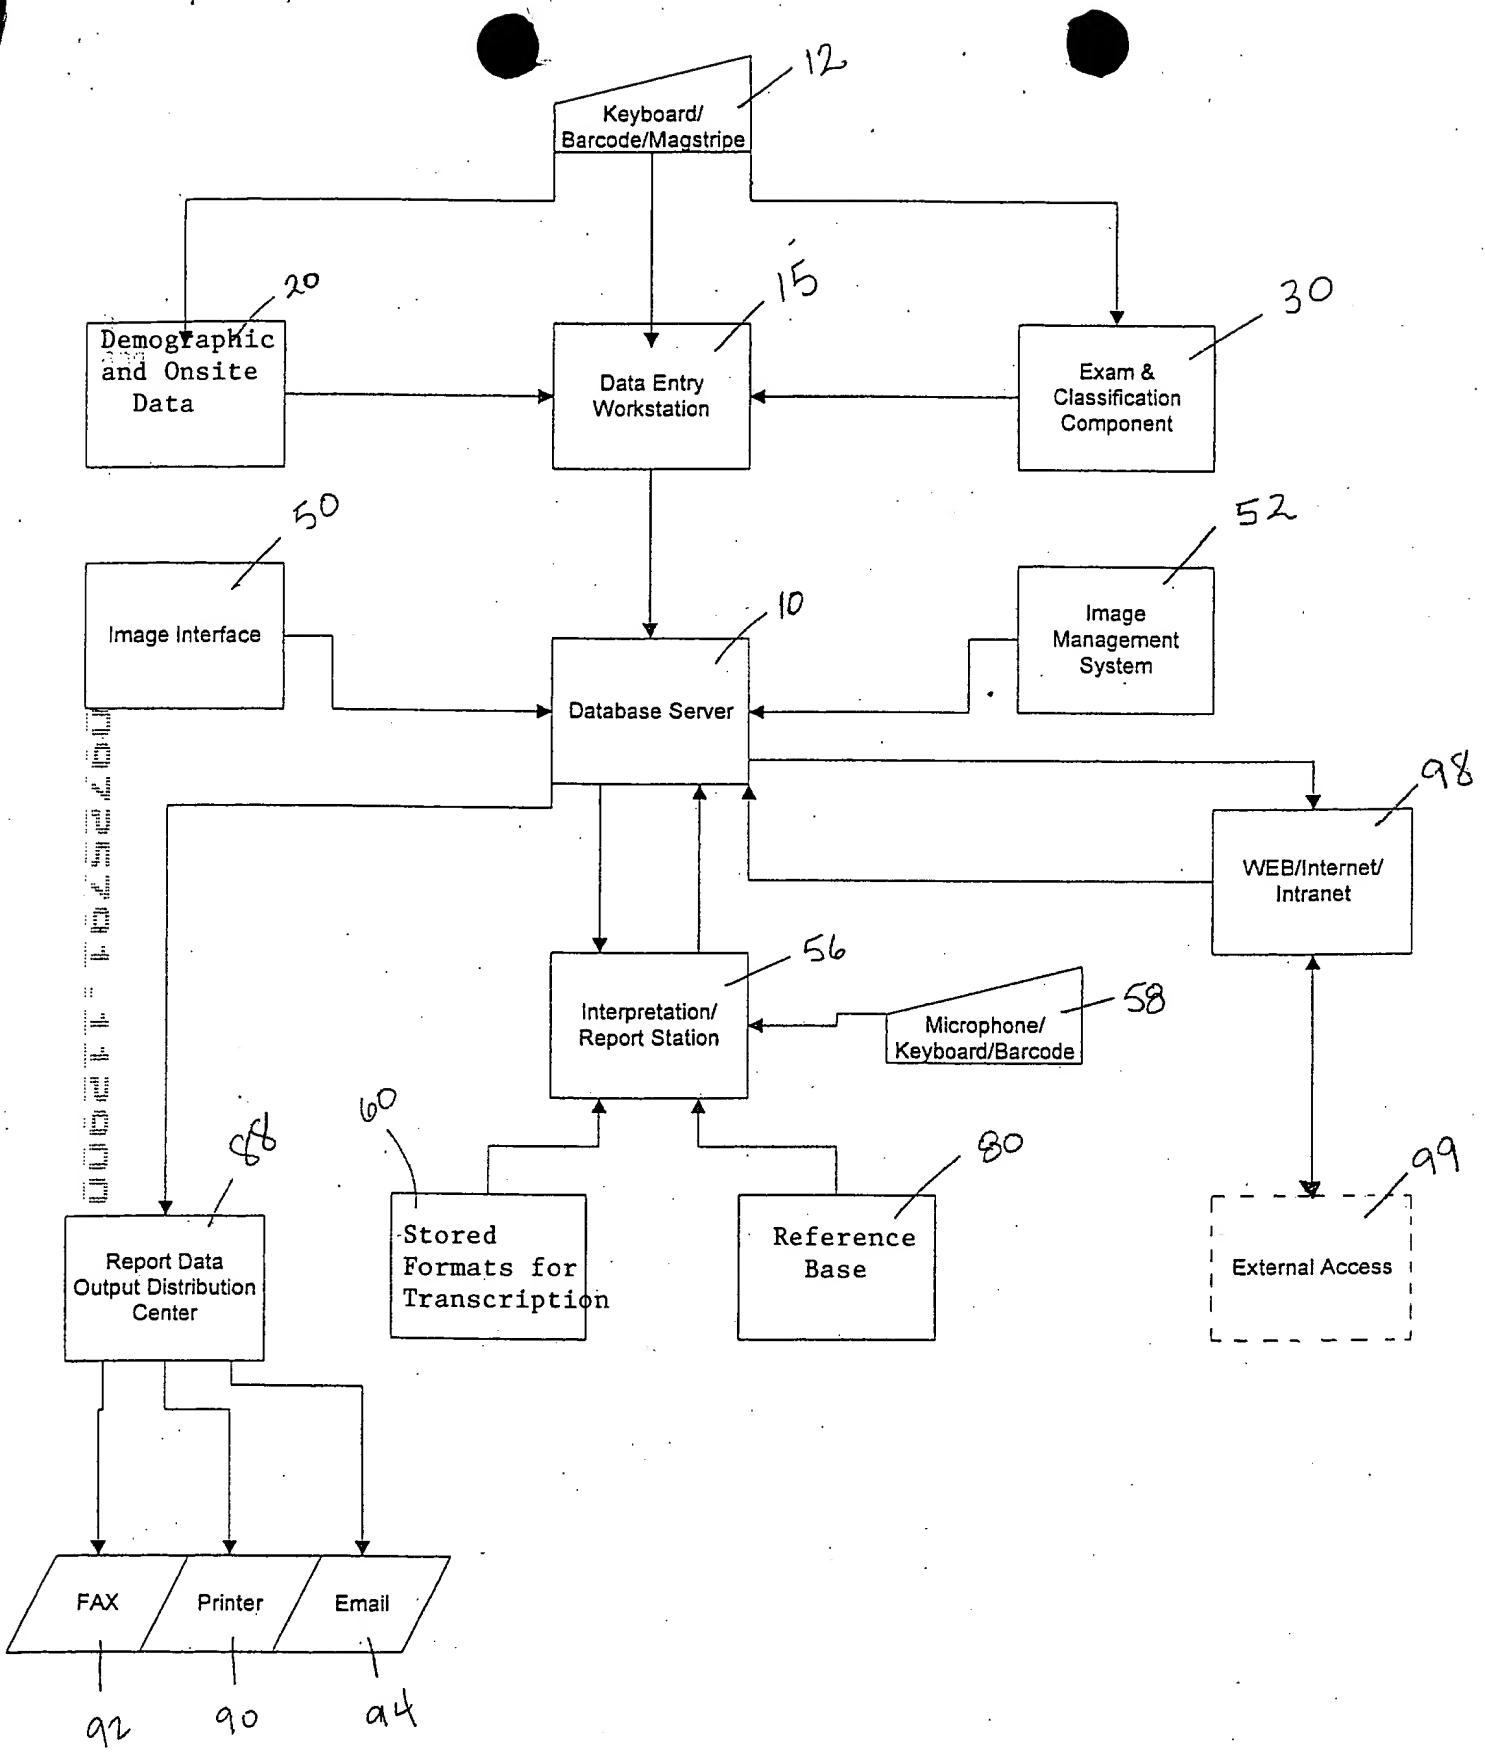 12
Keyboard/
Barcode/Magstripe
20
15
30
Demographic
and Onsite
Data
Data Entry
Workstation
Exam &
Classification
Component
50
52
Image Interface
10
Image
Management
System
Database Server
98
WEB/Internet/
Intranet
56
Interpretation/
Report Station
58
Microphone/
Keyboard/Barcode
60
88
80
99
Stored
Formats for
Transcription
Reference
Base
External Access
Report Data
Output Distribution
Center
FAX
Printer
Email
92
90
94